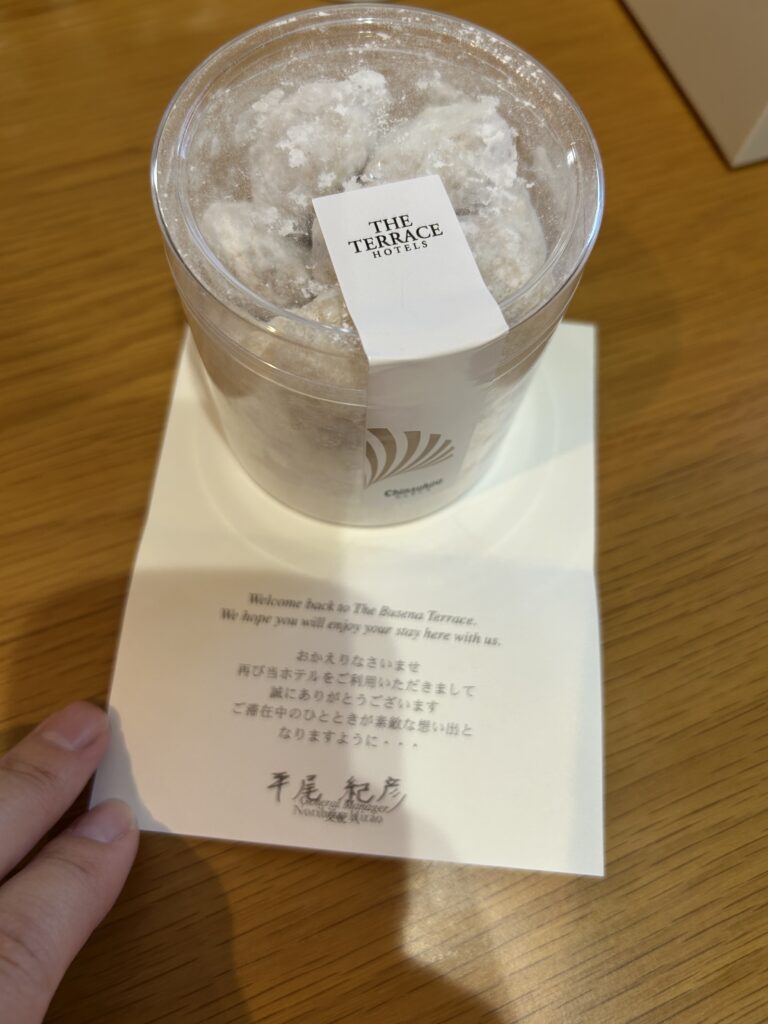 THE
TERRACE
HOTELS
Chinsukou
Welcome back to The Busena Terrace.
We hope you will enjoy your stay here with us.
おかえりなさいませ
再び当ホテルをご利用いただきまして
誠にありがとうございます
ご滞在中のひとときが素敵な想い出と
なりますように・・・
平尾 紀彦
General Manager
Hirao